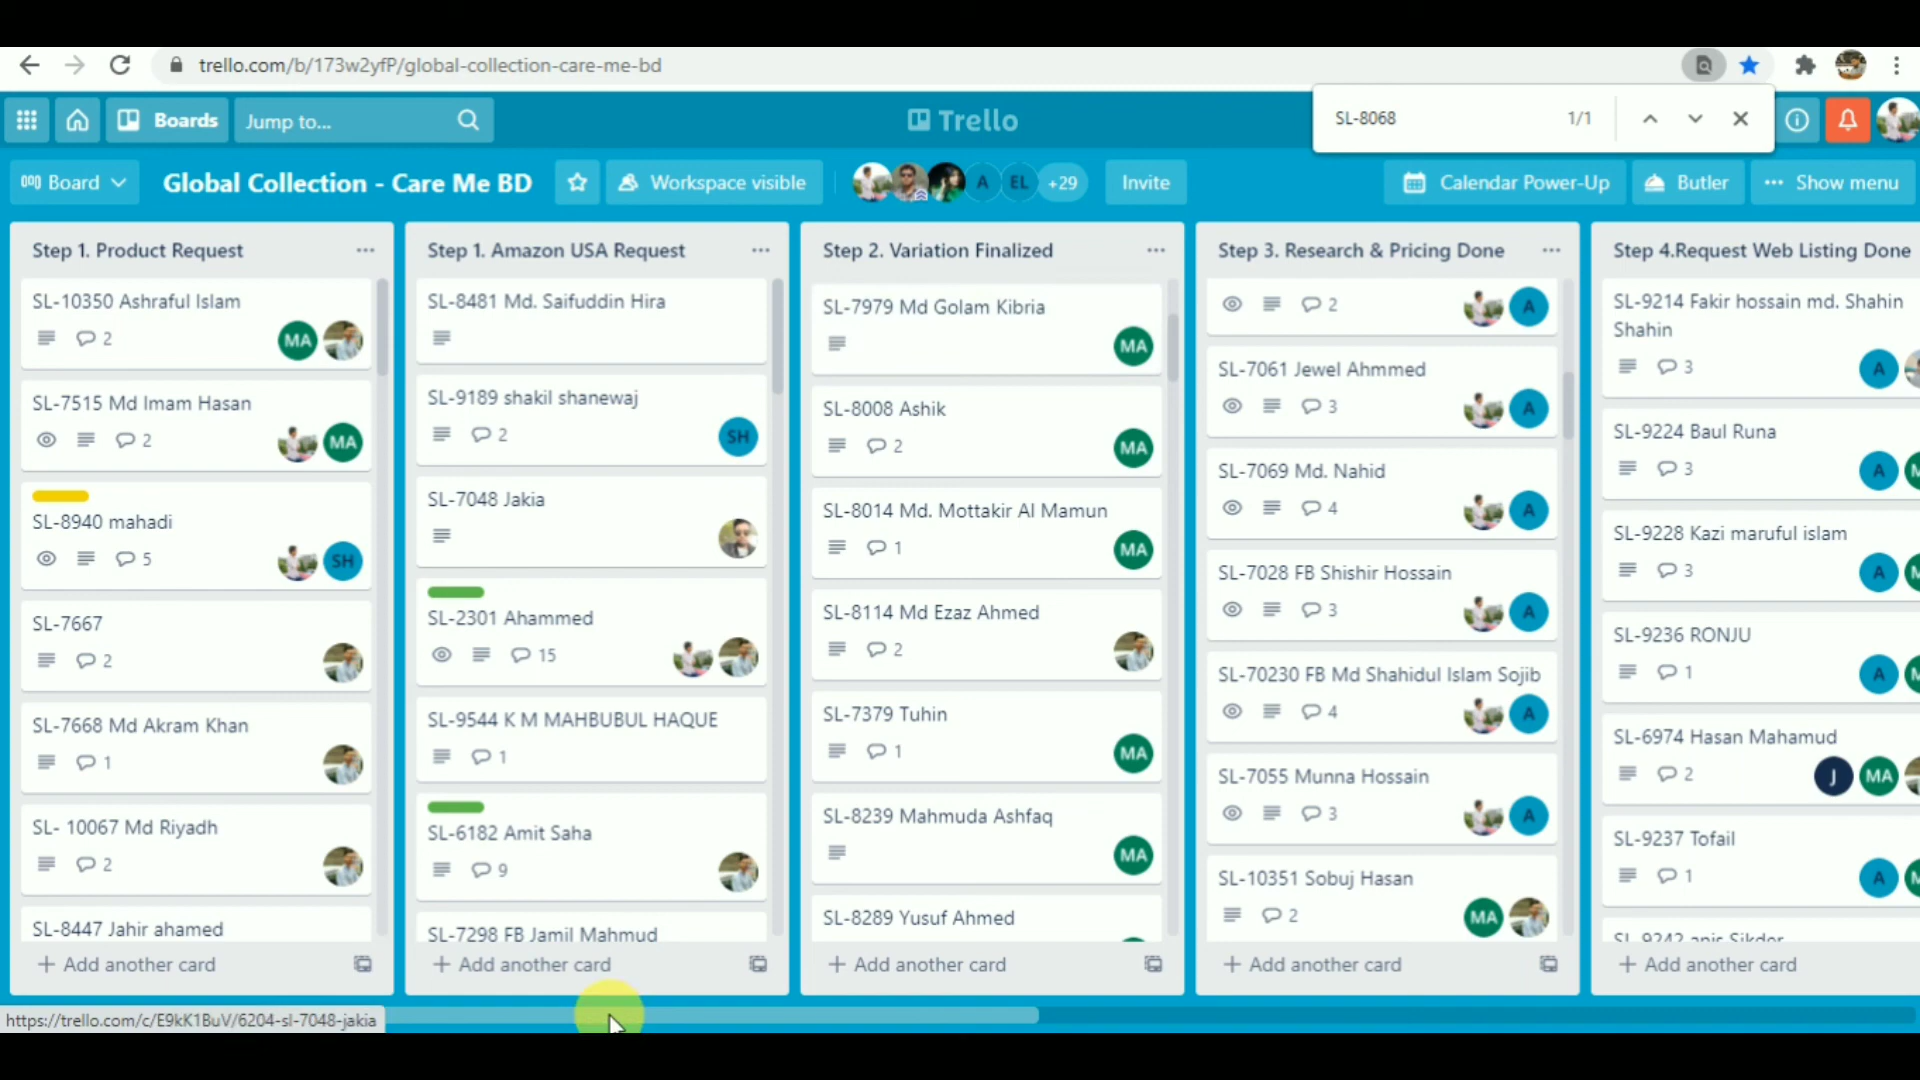 trello.com/b/173w2yfP/global-collection-care-me-bd
SL-8068 1/1
Boards
Jump to...
Trello
Board
Global Collection - Care Me BD
Workspace visible
A EL +29
Invite
Calendar Power-Up
Butler
Show menu
Step 1. Product Request
SL-10350 Ashraful Islam
2
MA
SL-7515 Md Imam Hasan
2
MA
SL-8940 mahadi
5
SH
SL-7667
2
SL-7668 Md Akram Khan
1
SL- 10067 Md Riyadh
2
SL-8447 Jahir ahamed
+ Add another card
Step 1. Amazon USA Request
SL-8481 Md. Saifuddin Hira
SL-9189 shakil shanewaj
2
SH
SL-7048 Jakia
SL-2301 Ahammed
15
SL-9544 K M MAHBUBUL HAQUE
1
SL-6182 Amit Saha
9
SL-7298 FB Jamil Mahmud
+ Add another card
Step 2. Variation Finalized
SL-7979 Md Golam Kibria
MA
SL-8008 Ashik
2
MA
SL-8014 Md. Mottakir Al Mamun
1
MA
SL-8114 Md Ezaz Ahmed
2
SL-7379 Tuhin
1
MA
SL-8239 Mahmuda Ashfaq
MA
SL-8289 Yusuf Ahmed
+ Add another card
Step 3. Research & Pricing Done
2
A
SL-7061 Jewel Ahmmed
3
A
SL-7069 Md. Nahid
4
A
SL-7028 FB Shishir Hossain
3
A
SL-70230 FB Md Shahidul Islam Sojib
4
A
SL-7055 Munna Hossain
3
A
SL-10351 Sobuj Hasan
2
MA
+ Add another card
Step 4.Request Web Listing Done
SL-9214 Fakir hossain md. Shahin
Shahin
3
A
SL-9224 Baul Runa
3
A
SL-9228 Kazi maruful islam
3
A
SL-9236 RONJU
1
A
SL-6974 Hasan Mahamud
2
J MA
SL-9237 Tofail
1
A
SL-9242 anis Sikder
+ Add another card
https://trello.com/c/E9kK1BuV/6204-sl-7048-jakia